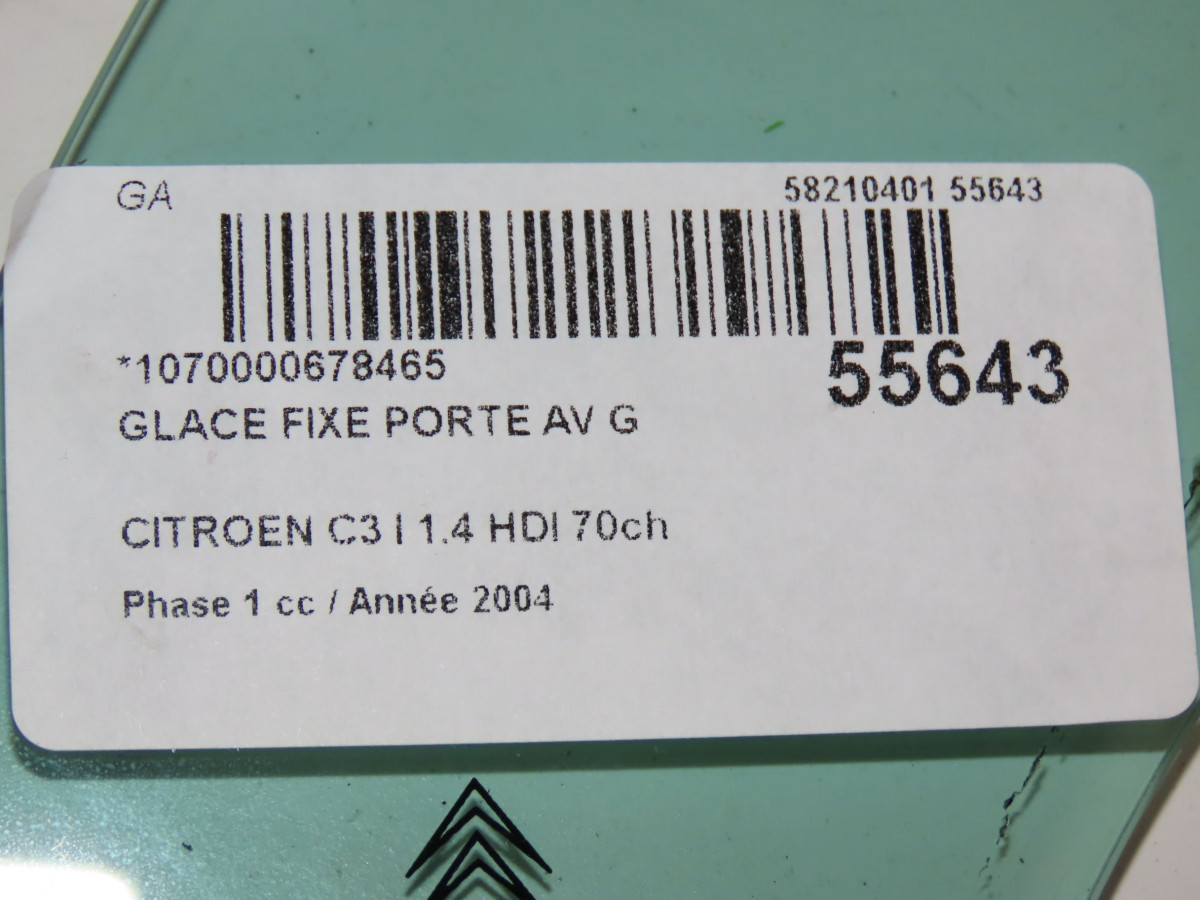 GA
58210401 55643
*1070000678465
55643
GLACE FIXE PORTE AV G
CITROEN C3 I 1.4 HDI 70ch
Phase 1 cc / Année 2004